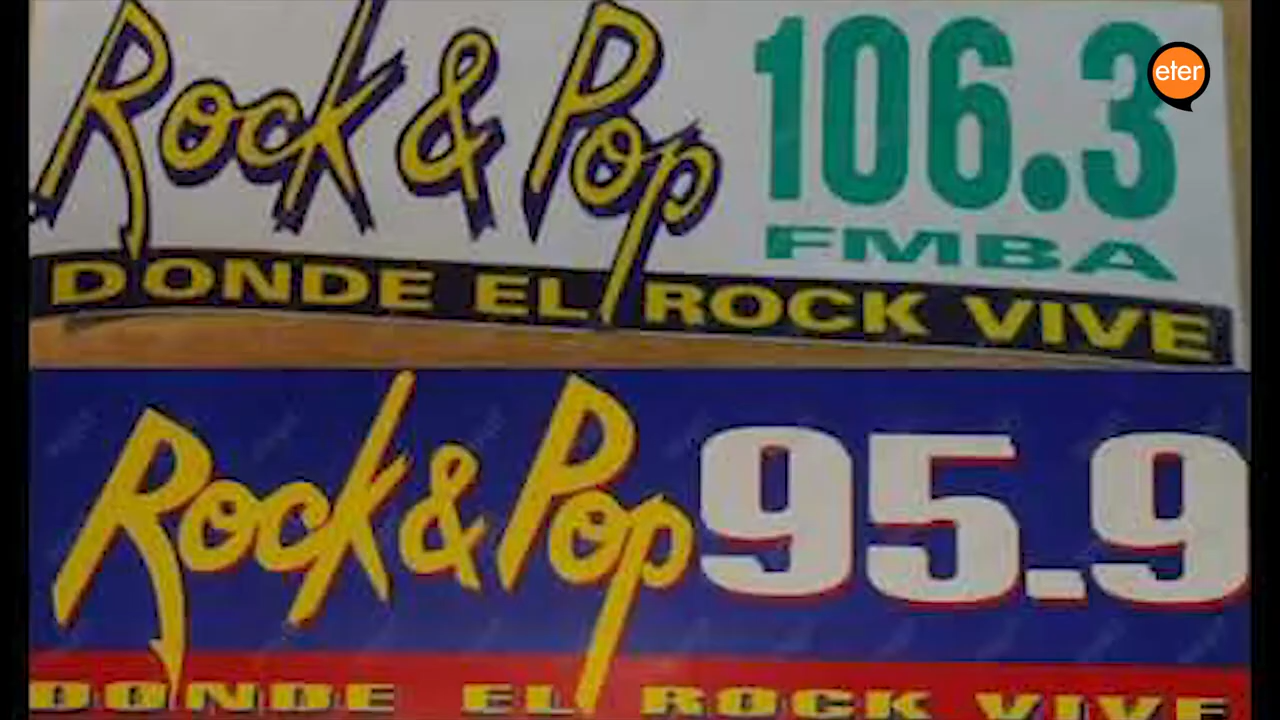 Rock & Pop 106.3
eter
FMBA
DONDE EL ROCK VIVE
Rock & Pop 95.9
DONDE EL ROCK VIVE